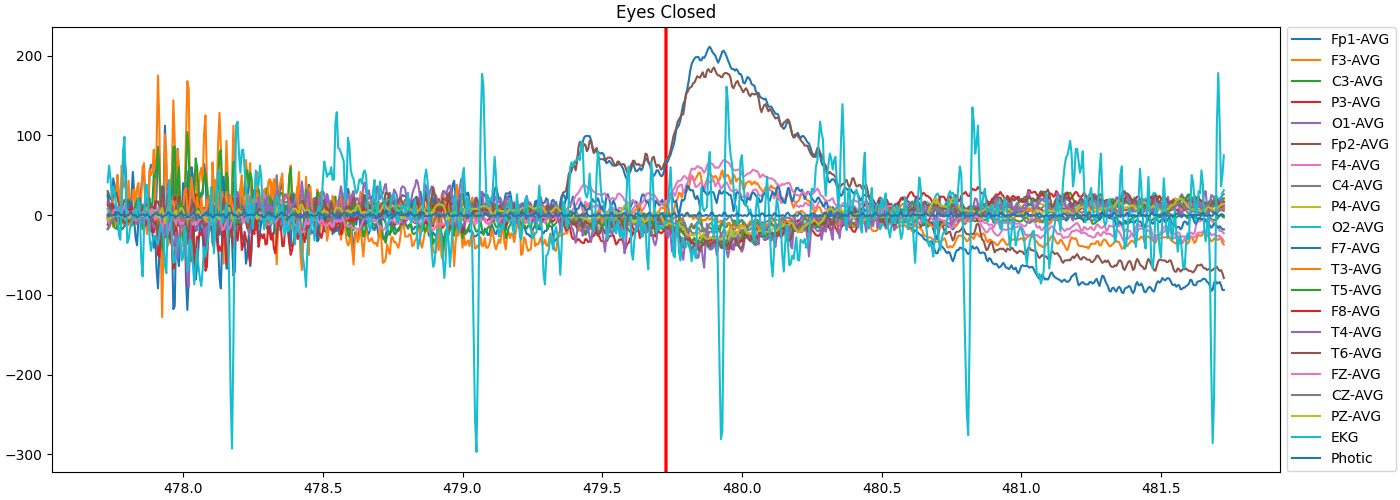 Eyes Closed
200
100
0
−100
−200
−300
478.0 478.5 479.0 479.5 480.0 480.5 481.0 481.5
Fp1-AVG
F3-AVG
C3-AVG
P3-AVG
O1-AVG
Fp2-AVG
F4-AVG
C4-AVG
P4-AVG
O2-AVG
F7-AVG
T3-AVG
T5-AVG
F8-AVG
T4-AVG
T6-AVG
FZ-AVG
CZ-AVG
PZ-AVG
EKG
Photic